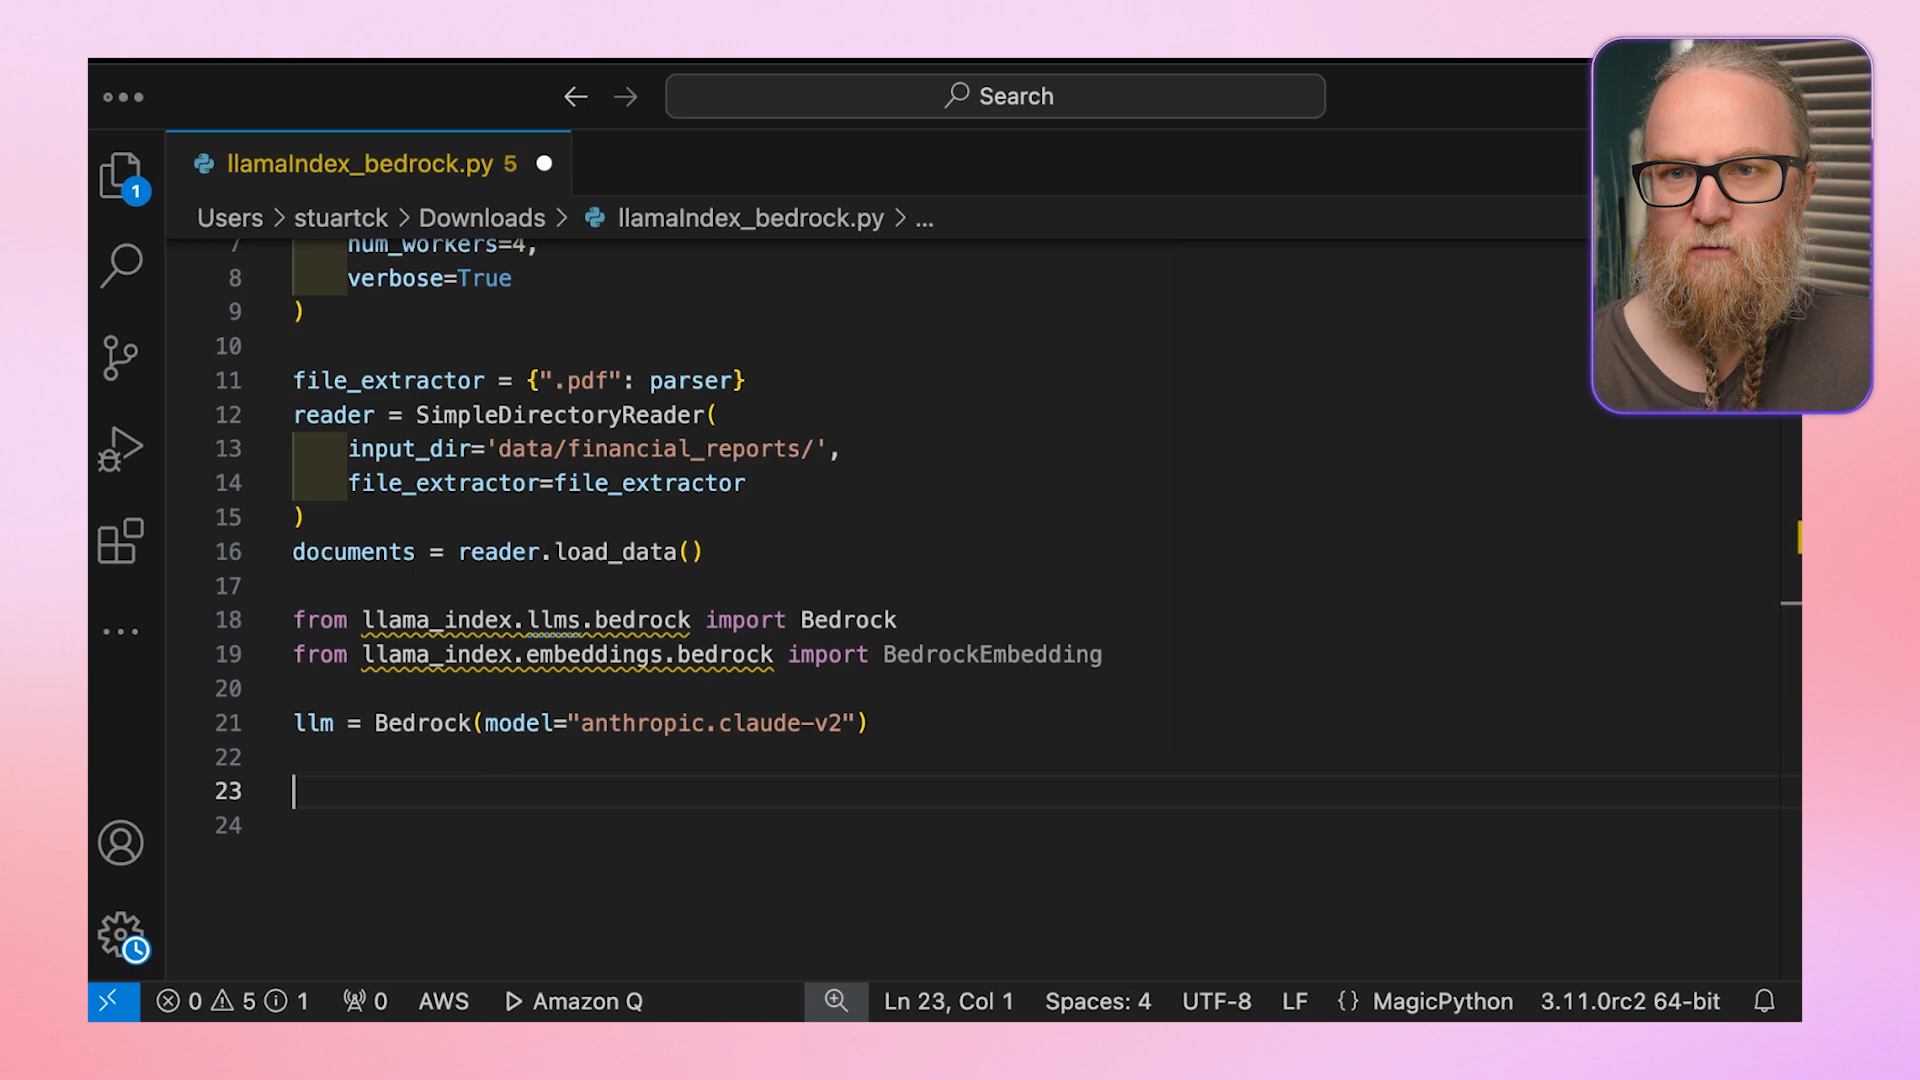 Search
llamaIndex_bedrock.py 5
1
Users > stuartck > Downloads > llamaIndex_bedrock.py > ...
7 num_workers=4,
8 verbose=True
9 )
10
11 file_extractor = {".pdf": parser}
12 reader = SimpleDirectoryReader(
13 input_dir='data/financial_reports/',
14 file_extractor=file_extractor
15 )
16 documents = reader.load_data()
17
18 from llama_index.llms.bedrock import Bedrock
19 from llama_index.embeddings.bedrock import BedrockEmbedding
20
21 llm = Bedrock(model="anthropic.claude-v2")
22
23
24
0 5 1 0 AWS Amazon Q Ln 23, Col 1 Spaces: 4 UTF-8 LF {} MagicPython 3.11.0rc2 64-bit